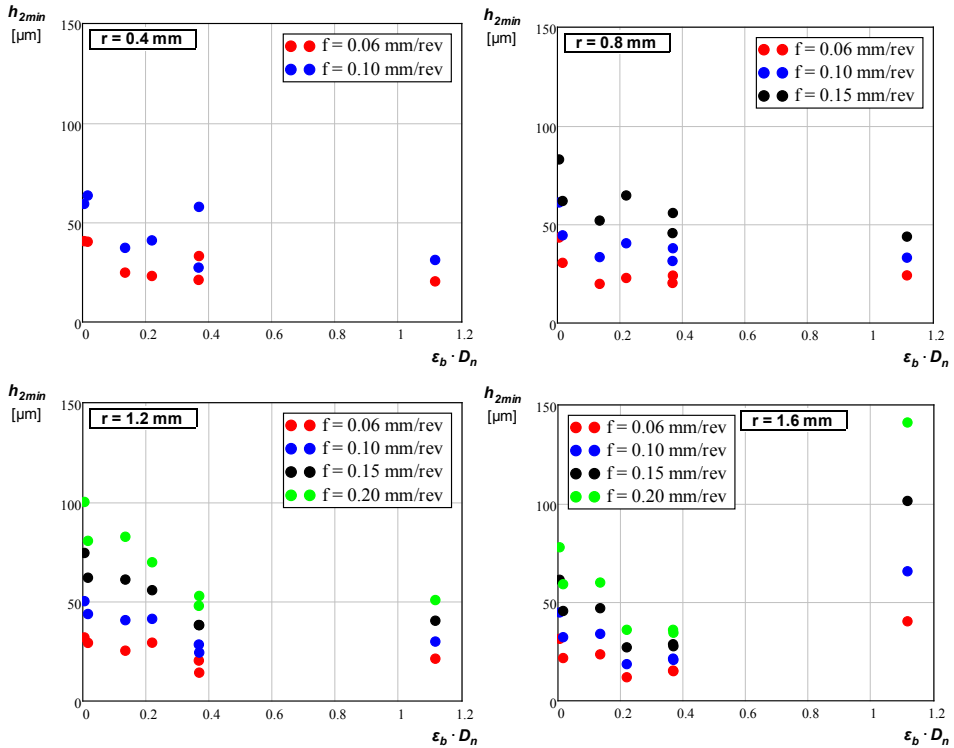 h2min
[µm]
r = 0.4 mm
f = 0.06 mm/rev
f = 0.10 mm/rev
150
100
50
0
0 0.2 0.4 0.6 0.8 1 1.2
εb · Dn
h2min
[µm]
r = 0.8 mm
f = 0.06 mm/rev
f = 0.10 mm/rev
f = 0.15 mm/rev
150
100
50
0
0 0.2 0.4 0.6 0.8 1 1.2
εb · Dn
h2min
[µm]
r = 1.2 mm
f = 0.06 mm/rev
f = 0.10 mm/rev
f = 0.15 mm/rev
f = 0.20 mm/rev
150
100
50
0
0 0.2 0.4 0.6 0.8 1 1.2
εb · Dn
h2min
[µm]
r = 1.6 mm
f = 0.06 mm/rev
f = 0.10 mm/rev
f = 0.15 mm/rev
f = 0.20 mm/rev
150
100
50
0
0 0.2 0.4 0.6 0.8 1 1.2
εb · Dn